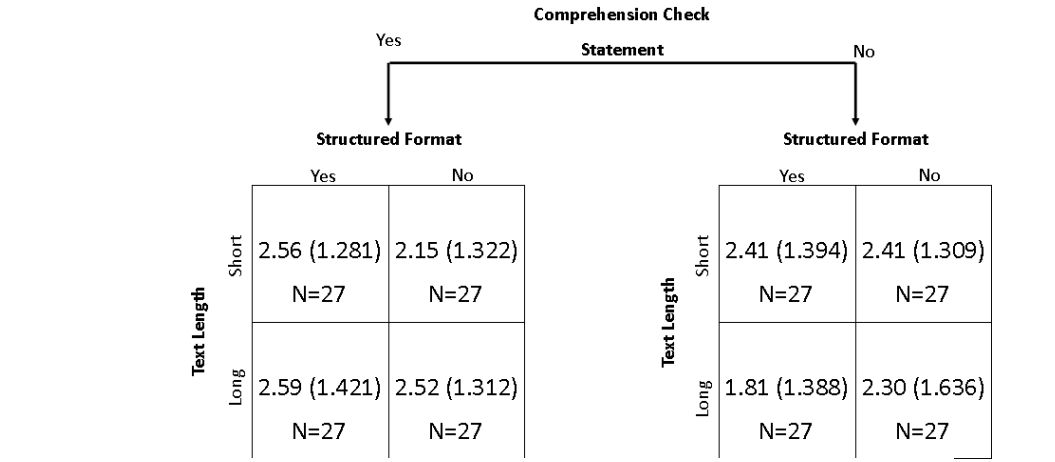 Comprehension Check
Yes
Statement
No
Structured Format
Structured Format
Yes No
Yes No
Text Length
Short
2.56 (1.281) 2.15 (1.322)
N=27 N=27
Long
2.59 (1.421) 2.52 (1.312)
N=27 N=27
Text Length
Short
2.41 (1.394) 2.41 (1.309)
N=27 N=27
Long
1.81 (1.388) 2.30 (1.636)
N=27 N=27